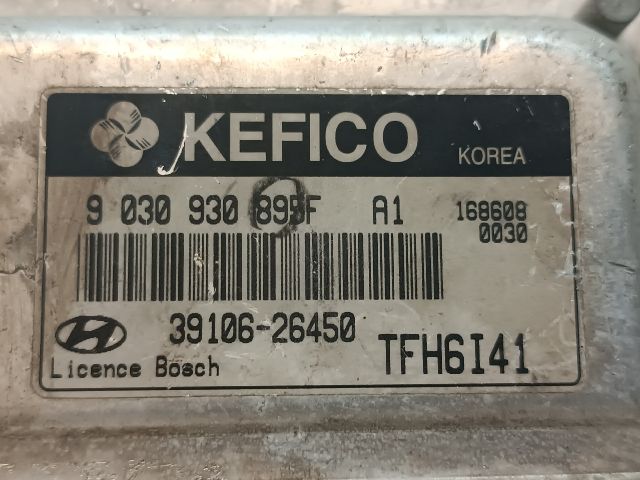 KEFICO
KOREA
9 030 930 895F A1 168608
0030
39106-26450
Licence Bosch
TFH6I41